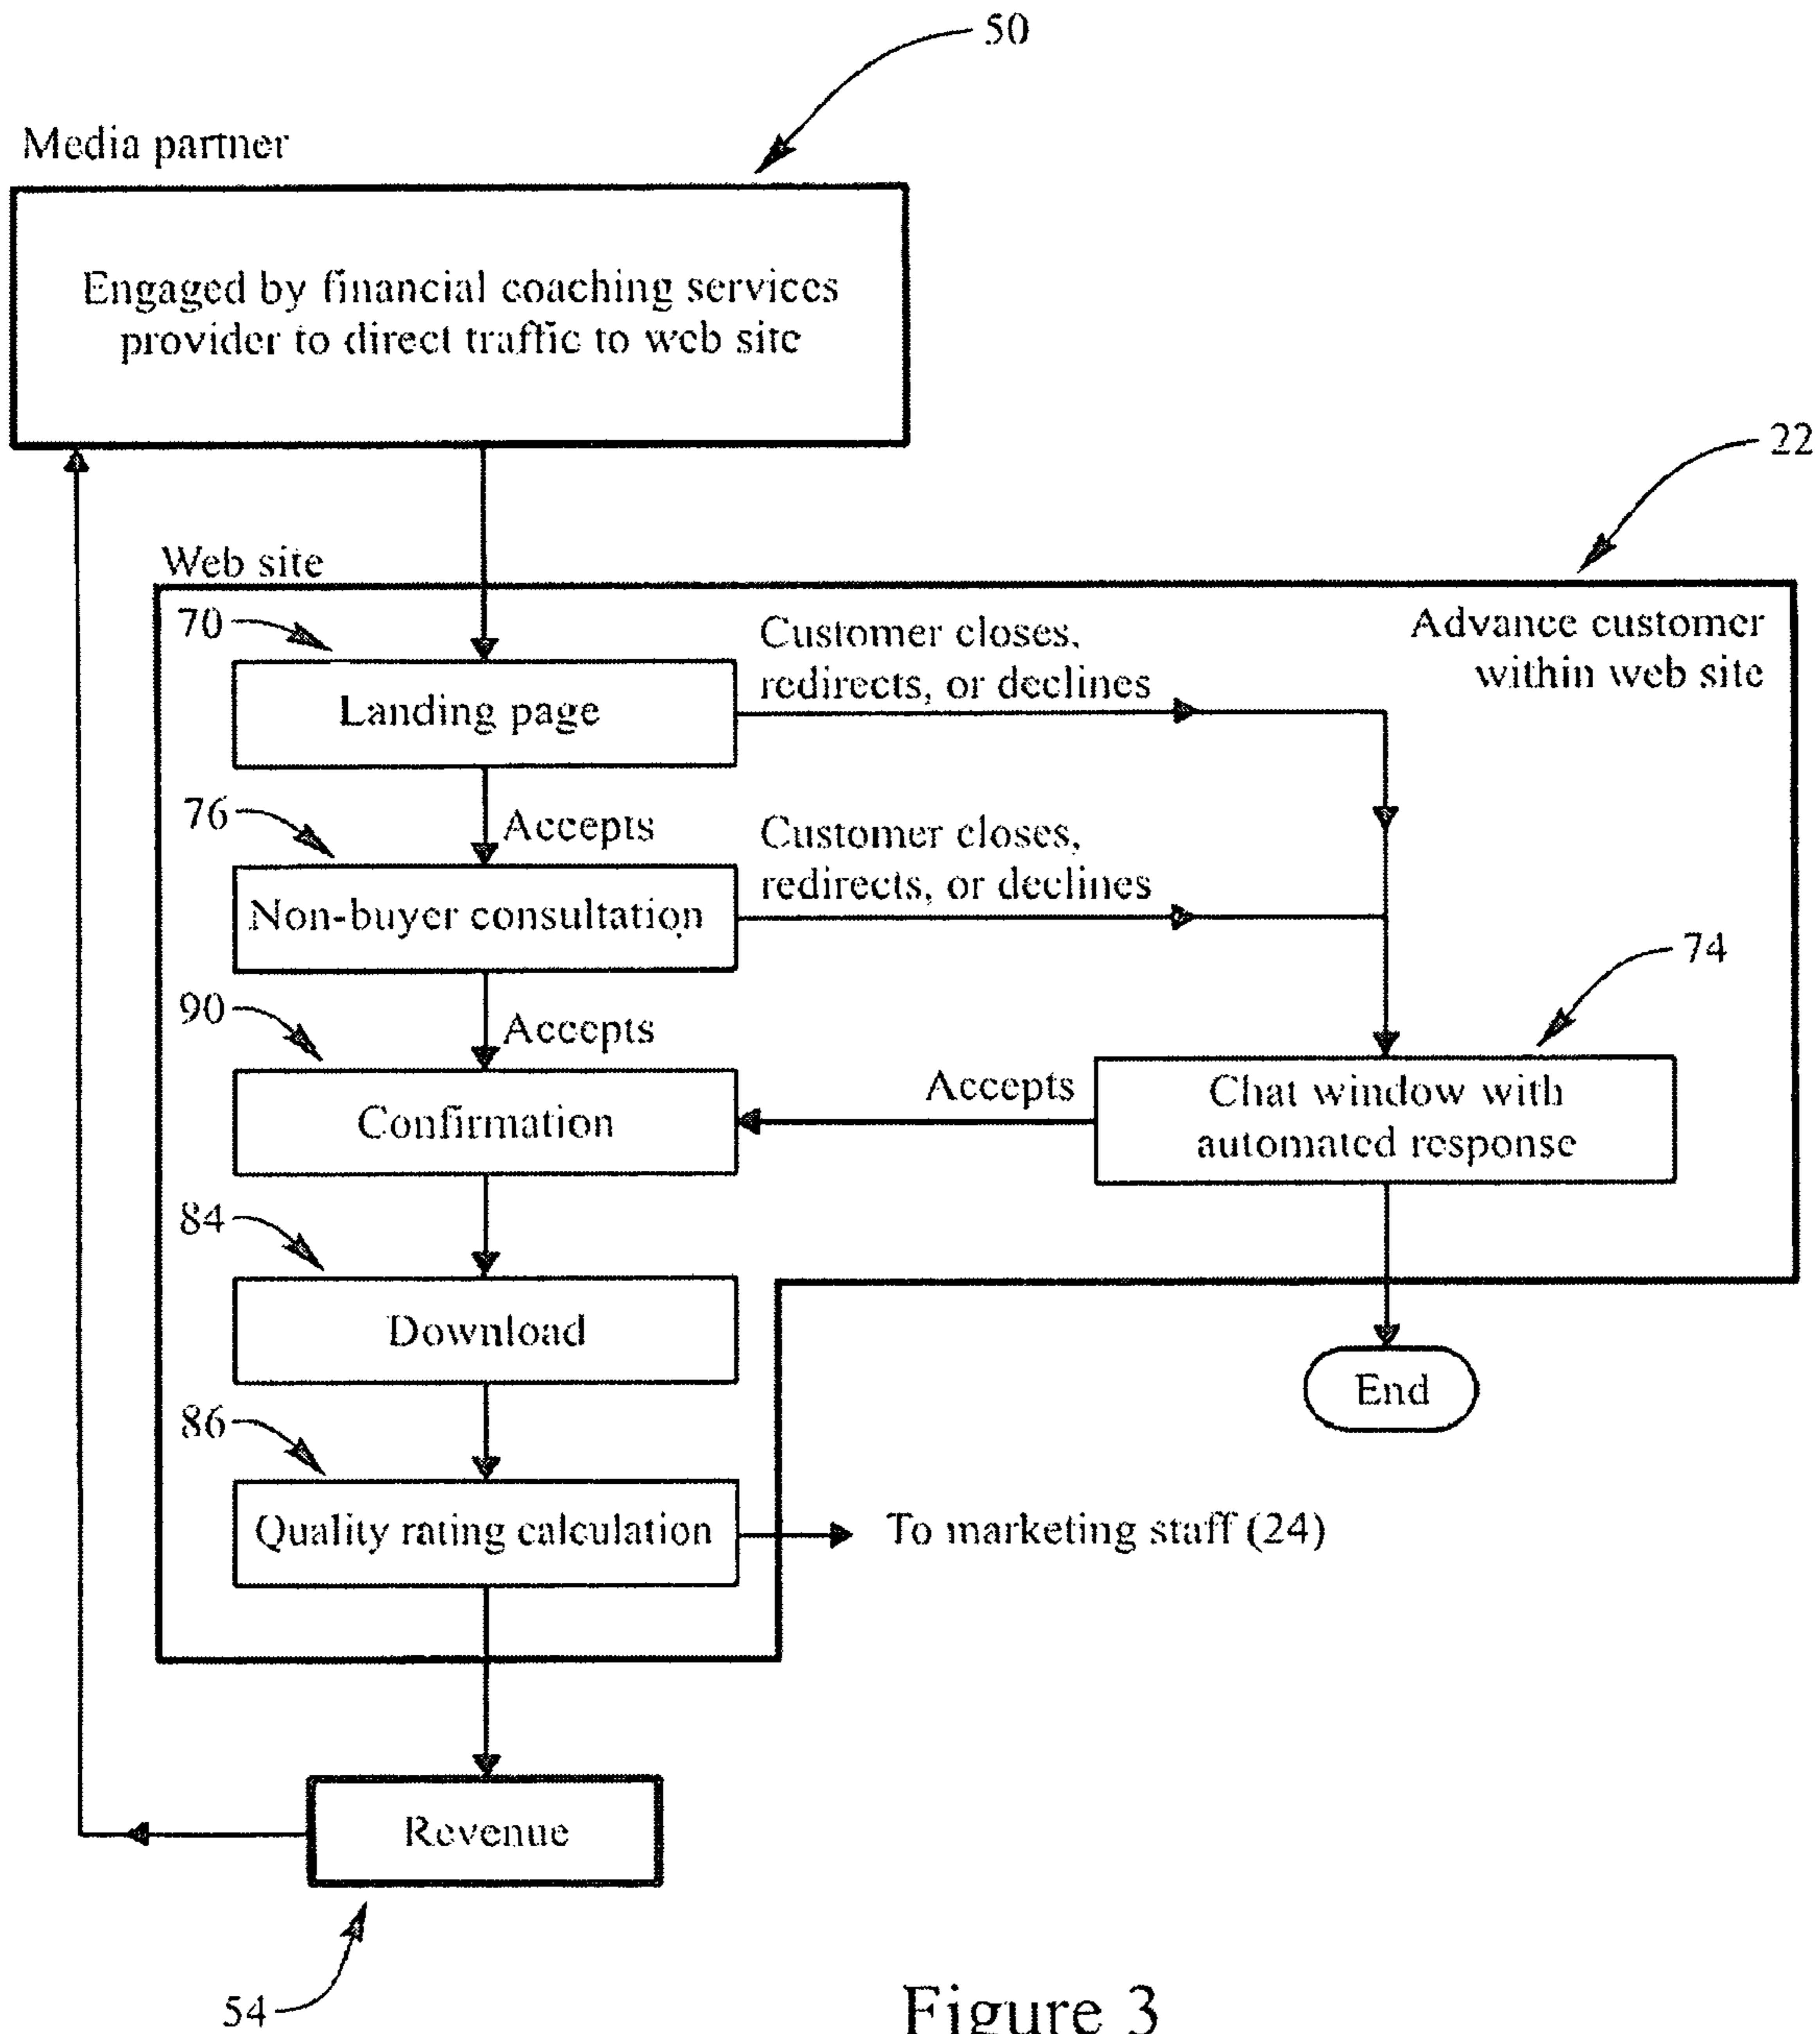 50
Media partner
Engaged by financial coaching services
provider to direct traffic to web site
22
Web site
70
Customer closes,
redirects, or declines
Advance customer
within web site
Landing page
76
Accepts
Customer closes,
redirects, or declines
Non-buyer consultation
74
90
Accepts
Confirmation
Accepts
Chat window with
automated response
84
Download
End
86
Quality rating calculation
To marketing staff (24)
Revenue
54
Figure 3